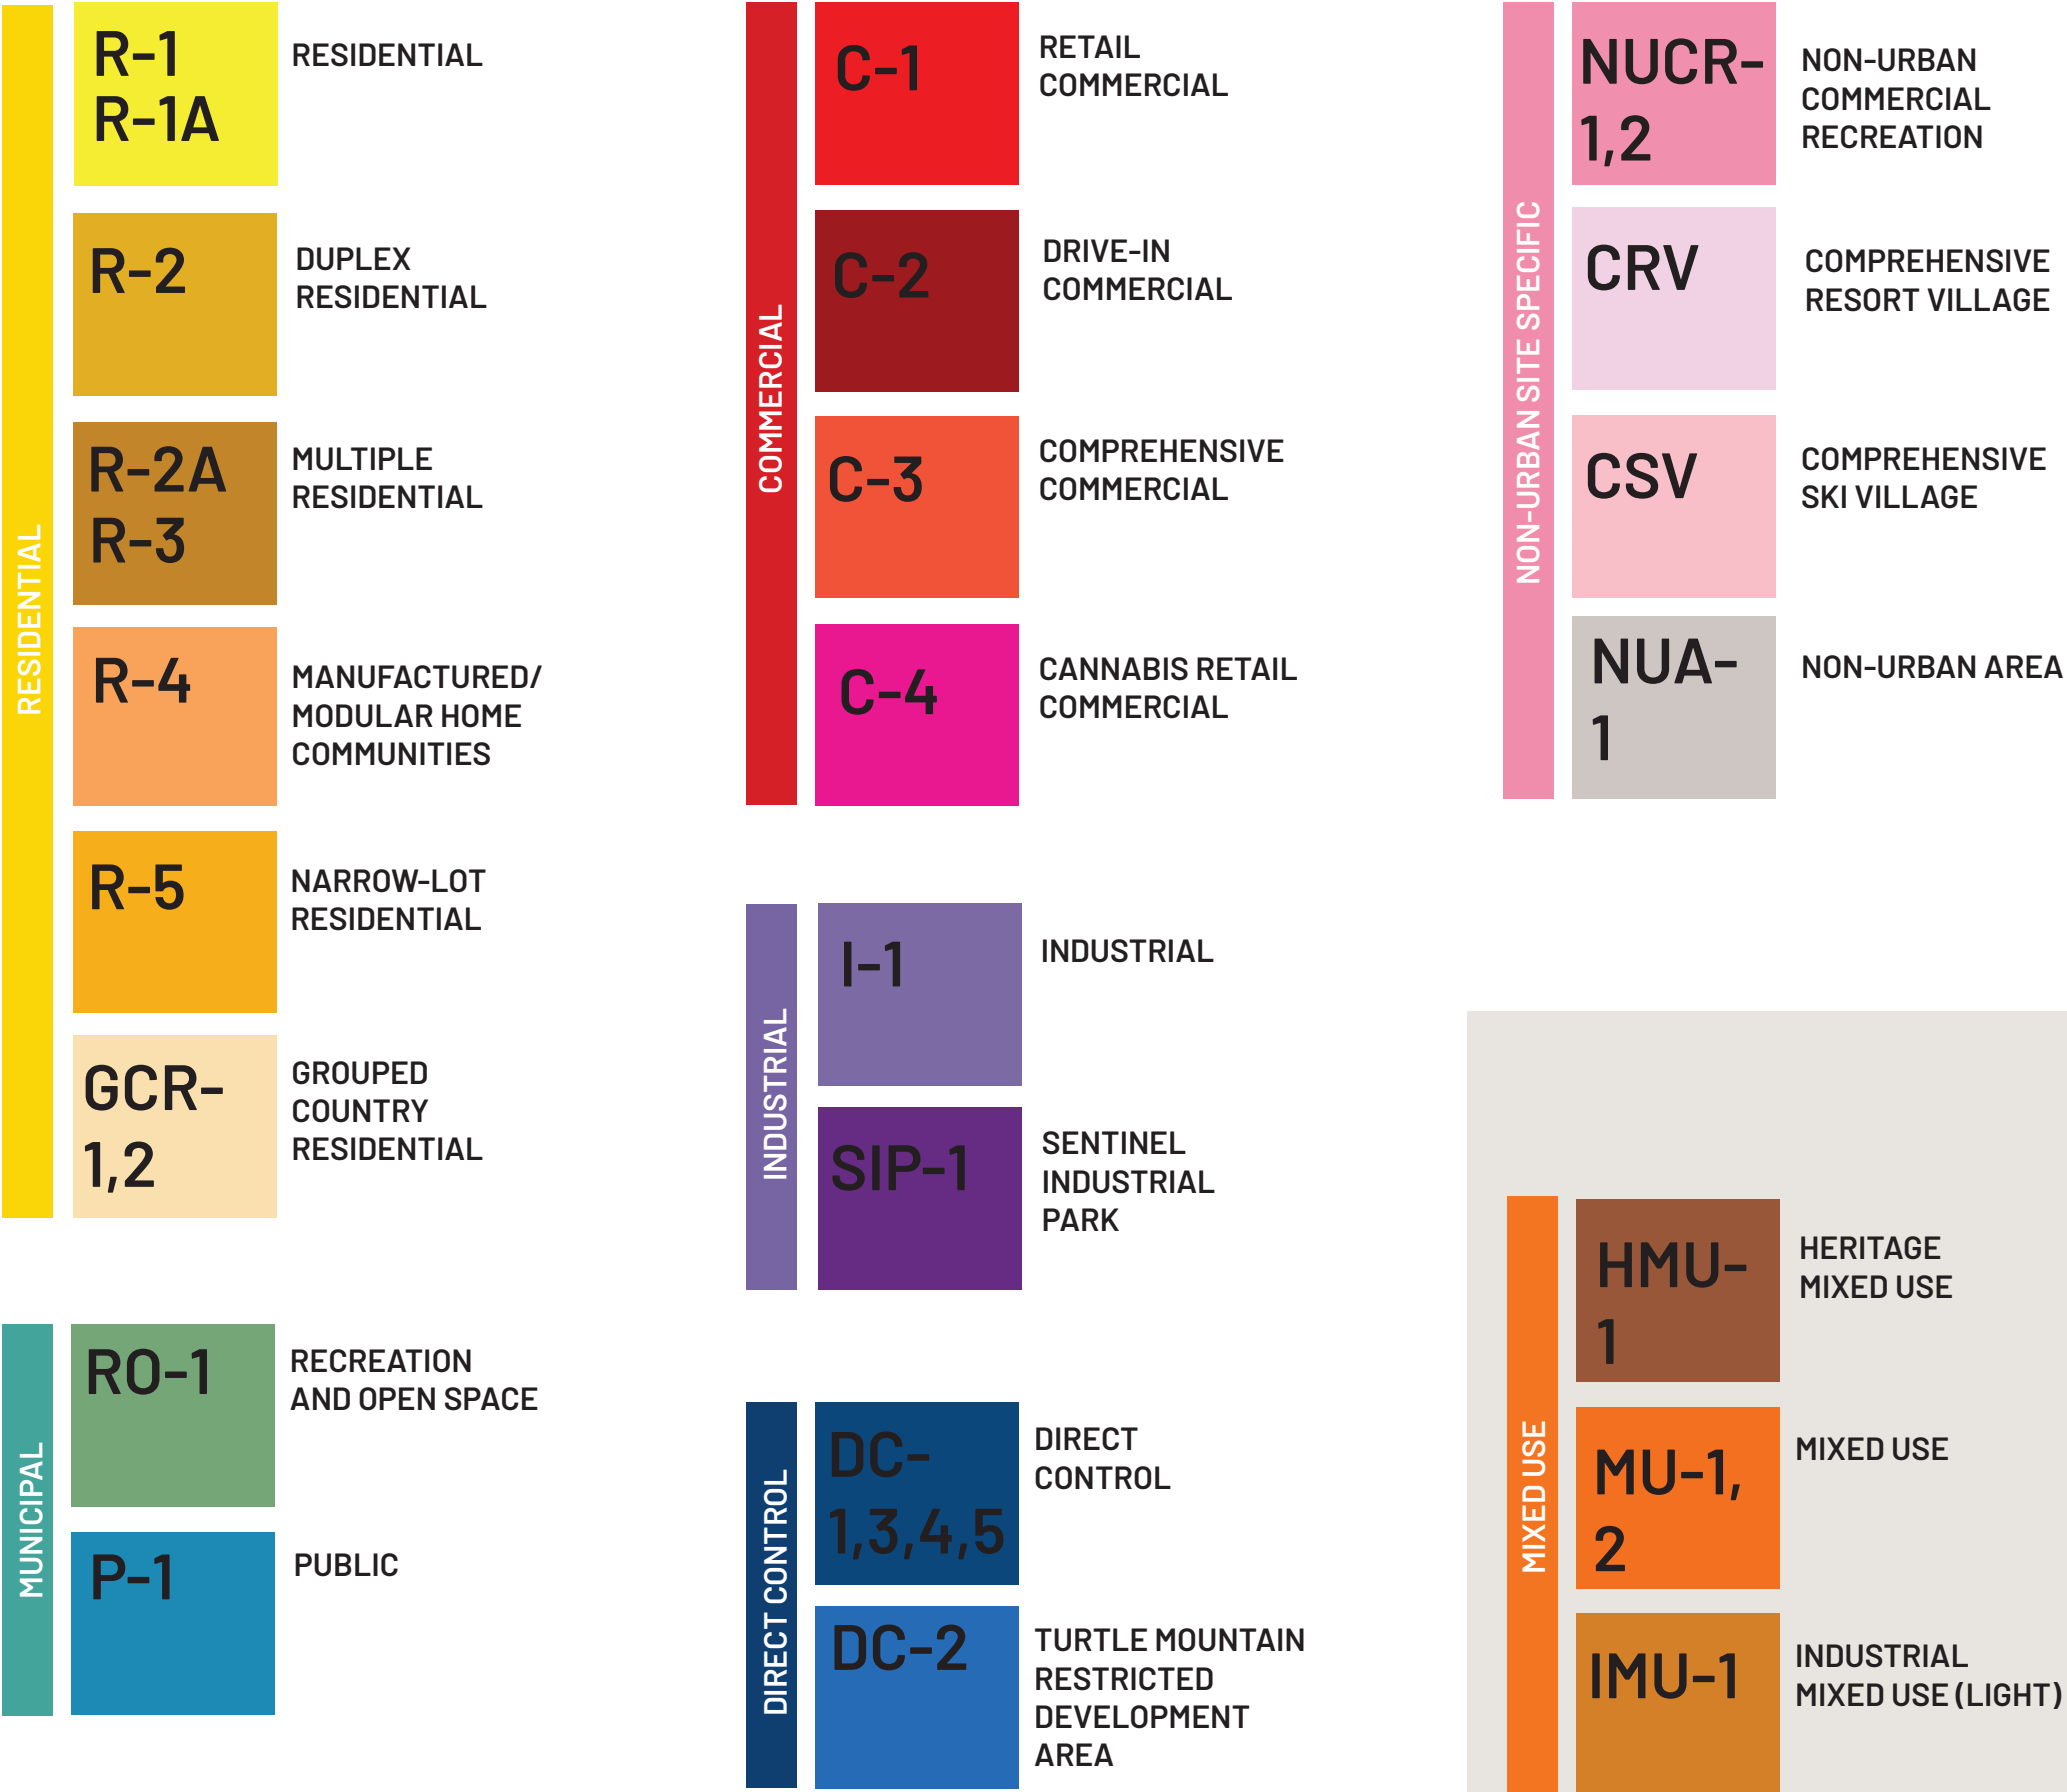 RESIDENTIAL
R-1
R-1A
RESIDENTIAL
R-2
DUPLEX
RESIDENTIAL
R-2A
R-3
MULTIPLE
RESIDENTIAL
R-4
MANUFACTURED/
MODULAR HOME
COMMUNITIES
R-5
NARROW-LOT
RESIDENTIAL
GCR-
1,2
GROUPED
COUNTRY
RESIDENTIAL
MUNICIPAL
RO-1
RECREATION
AND OPEN SPACE
P-1
PUBLIC
COMMERCIAL
C-1
RETAIL
COMMERCIAL
C-2
DRIVE-IN
COMMERCIAL
C-3
COMPREHENSIVE
COMMERCIAL
C-4
CANNABIS RETAIL
COMMERCIAL
INDUSTRIAL
I-1
INDUSTRIAL
SIP-1
SENTINEL
INDUSTRIAL
PARK
DIRECT CONTROL
DC-
1,3,4,5
DIRECT
CONTROL
DC-2
TURTLE MOUNTAIN
RESTRICTED
DEVELOPMENT
AREA
NON-URBAN SITE SPECIFIC
NUCR-
1,2
NON-URBAN
COMMERCIAL
RECREATION
CRV
COMPREHENSIVE
RESORT VILLAGE
CSV
COMPREHENSIVE
SKI VILLAGE
NUA-
1
NON-URBAN AREA
MIXED USE
HMU-
1
HERITAGE
MIXED USE
MU-1,
2
MIXED USE
IMU-1
INDUSTRIAL
MIXED USE (LIGHT)